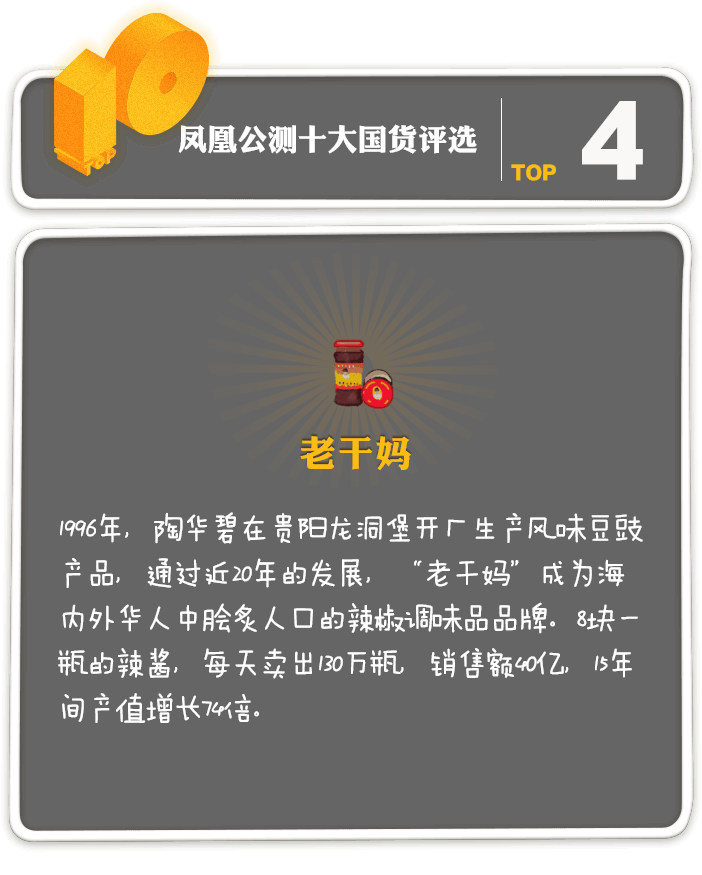 TOP
凤凰公测十大国货评选
TOP 4
老干妈
1996年，陶华碧在贵阳龙洞堡开厂生产风味豆豉
产品，通过近20年的发展，“老干妈”成为海
内外华人中脍炙人口的辣椒调味品品牌。8块一
瓶的辣酱，每天卖出130万瓶 销售额40亿，15年
间产值增长74倍。